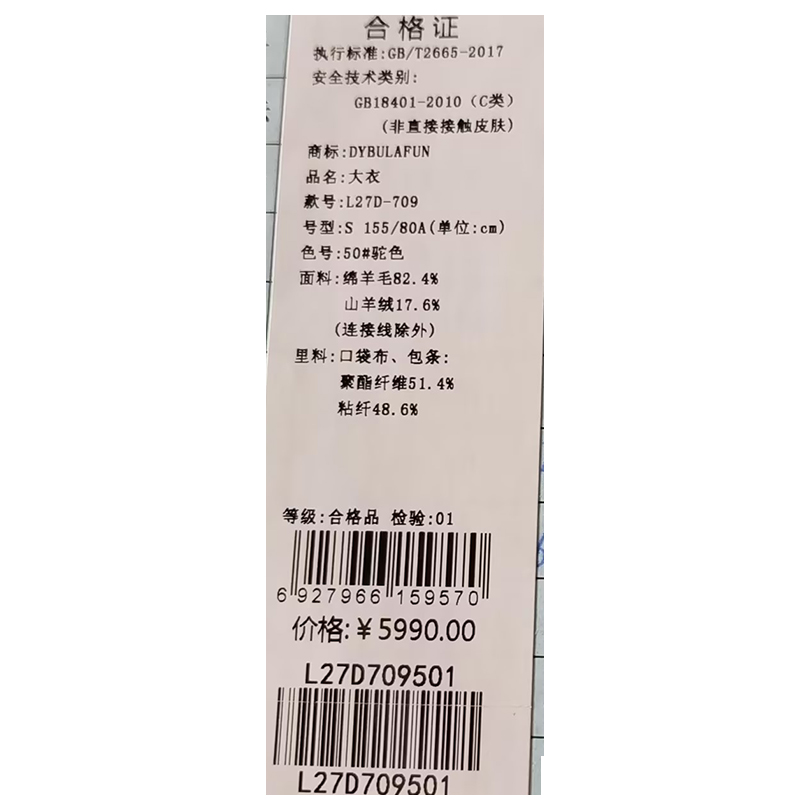 合格证
执行标准:GB/T2665-2017
安全技术类别:
GB18401-2010（C类）
(非直接接触皮肤)
商标:DYBULAFUN
品名:大衣
款号:L27D-709
号型:S 155/80A(单位:cm)
色号:50#驼色
面料:绵羊毛82.4%
山羊绒17.6%
(连接线除外)
里料:口袋布、包条:
聚酯纤维51.4%
粘纤48.6%
等级:合格品 检验:01
6 927966 159570
价格:￥5990.00
L27D709501
L27D709501